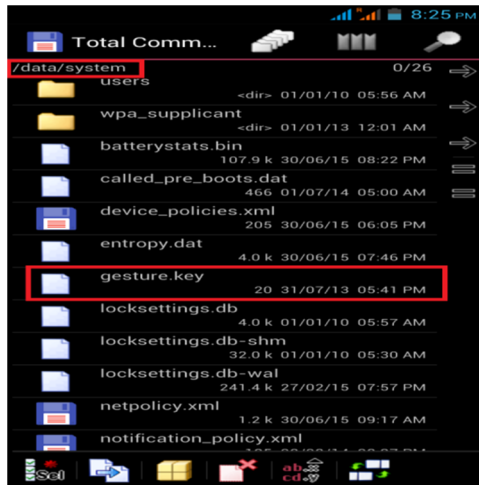 8:25 PM
Total Comm...
/data/system 0/26
users
<dir> 01/01/10 05:56 AM
wpa_supplicant
<dir> 01/01/13 12:01 AM
batterystats.bin
107.9 k 30/06/15 08:22 PM
called_pre_boots.dat
466 01/07/14 05:00 AM
device_policies.xml
205 30/06/15 06:05 PM
entropy.dat
4.0 k 30/06/15 07:46 PM
gesture.key
20 31/07/13 05:41 PM
locksettings.db
4.0 k 01/01/10 05:57 AM
locksettings.db-shm
32.0 k 01/01/10 05:30 AM
locksettings.db-wal
241.4 k 27/02/15 07:57 PM
netpolicy.xml
1.2 k 30/06/15 09:17 AM
notification_policy.xml
Sel
ab.
cd.